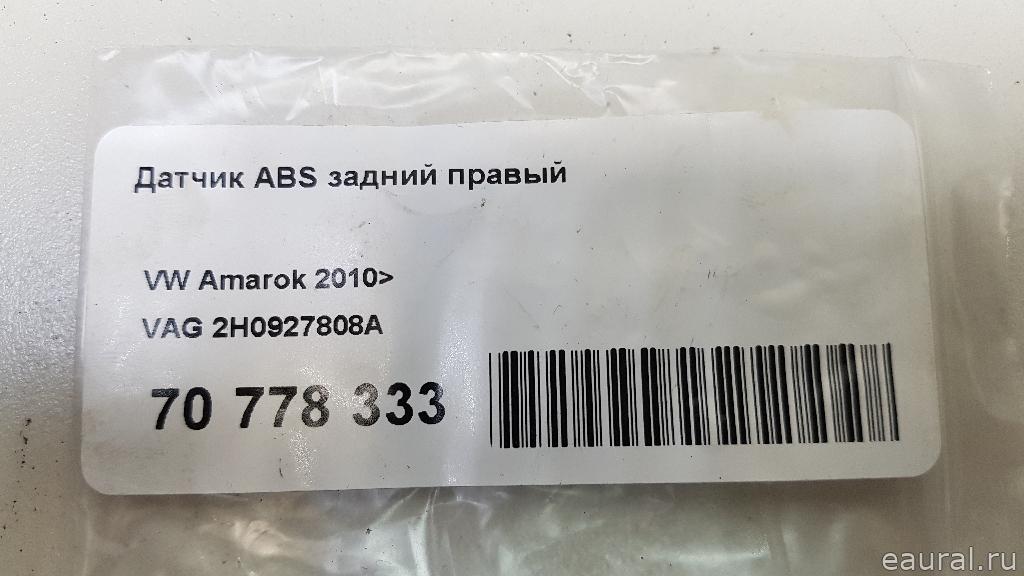 Датчик ABS задний правый
VW Amarok 2010>
VAG 2H0927808A
70 778 333
eaural.ru